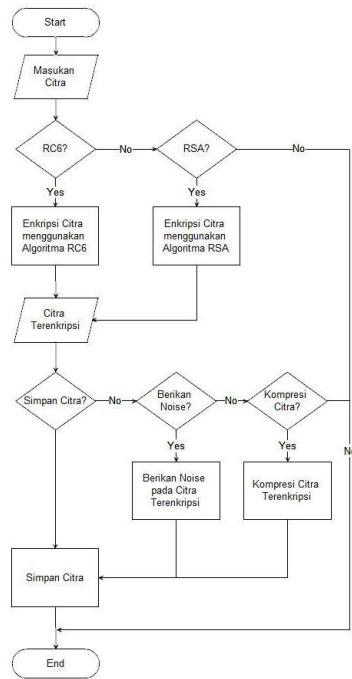 Start
Masukan
Citra
RC6?
No
RSA?
No
Yes
Yes
Enkripsi Citra
menggunakan
Algoritma RC6
Enkripsi Citra
menggunakan
Algoritma RSA
Citra
Terenkripsi
Simpan Citra?
No
Berikan
Noise?
No
Kompresi
Citra?
Yes
Yes
Berikan Noise
pada Citra
Terenkripsi
Kompresi Citra
Terenkripsi
Simpan Citra
End